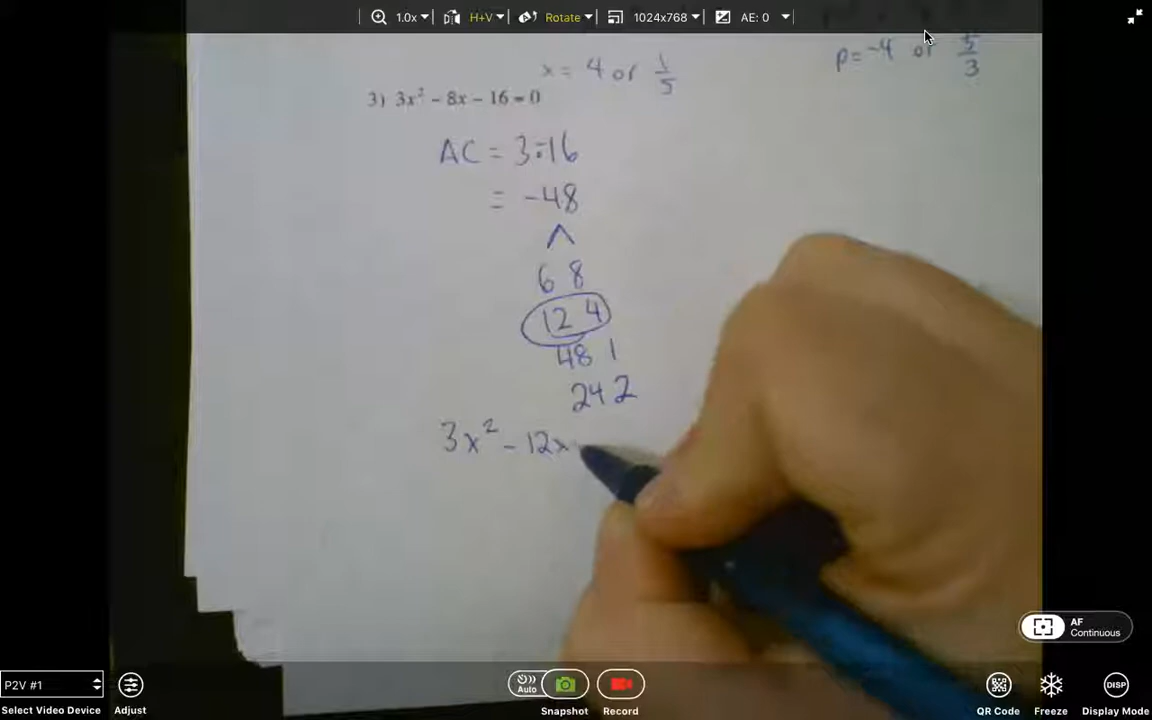 1.0x H+V Rotate 1024x768 AE: 0
x = 4 or 1/5
p = -4 or 5/3
3) 3x² - 8x - 16 = 0
AC = 3·-16
= -48
6 8
12 4
48 1
24 2
3x² - 12x
AF
Continuous
P2V #1
Select Video Device
Adjust
Auto
Snapshot
Record
QR Code
Freeze
DISP
Display Mode